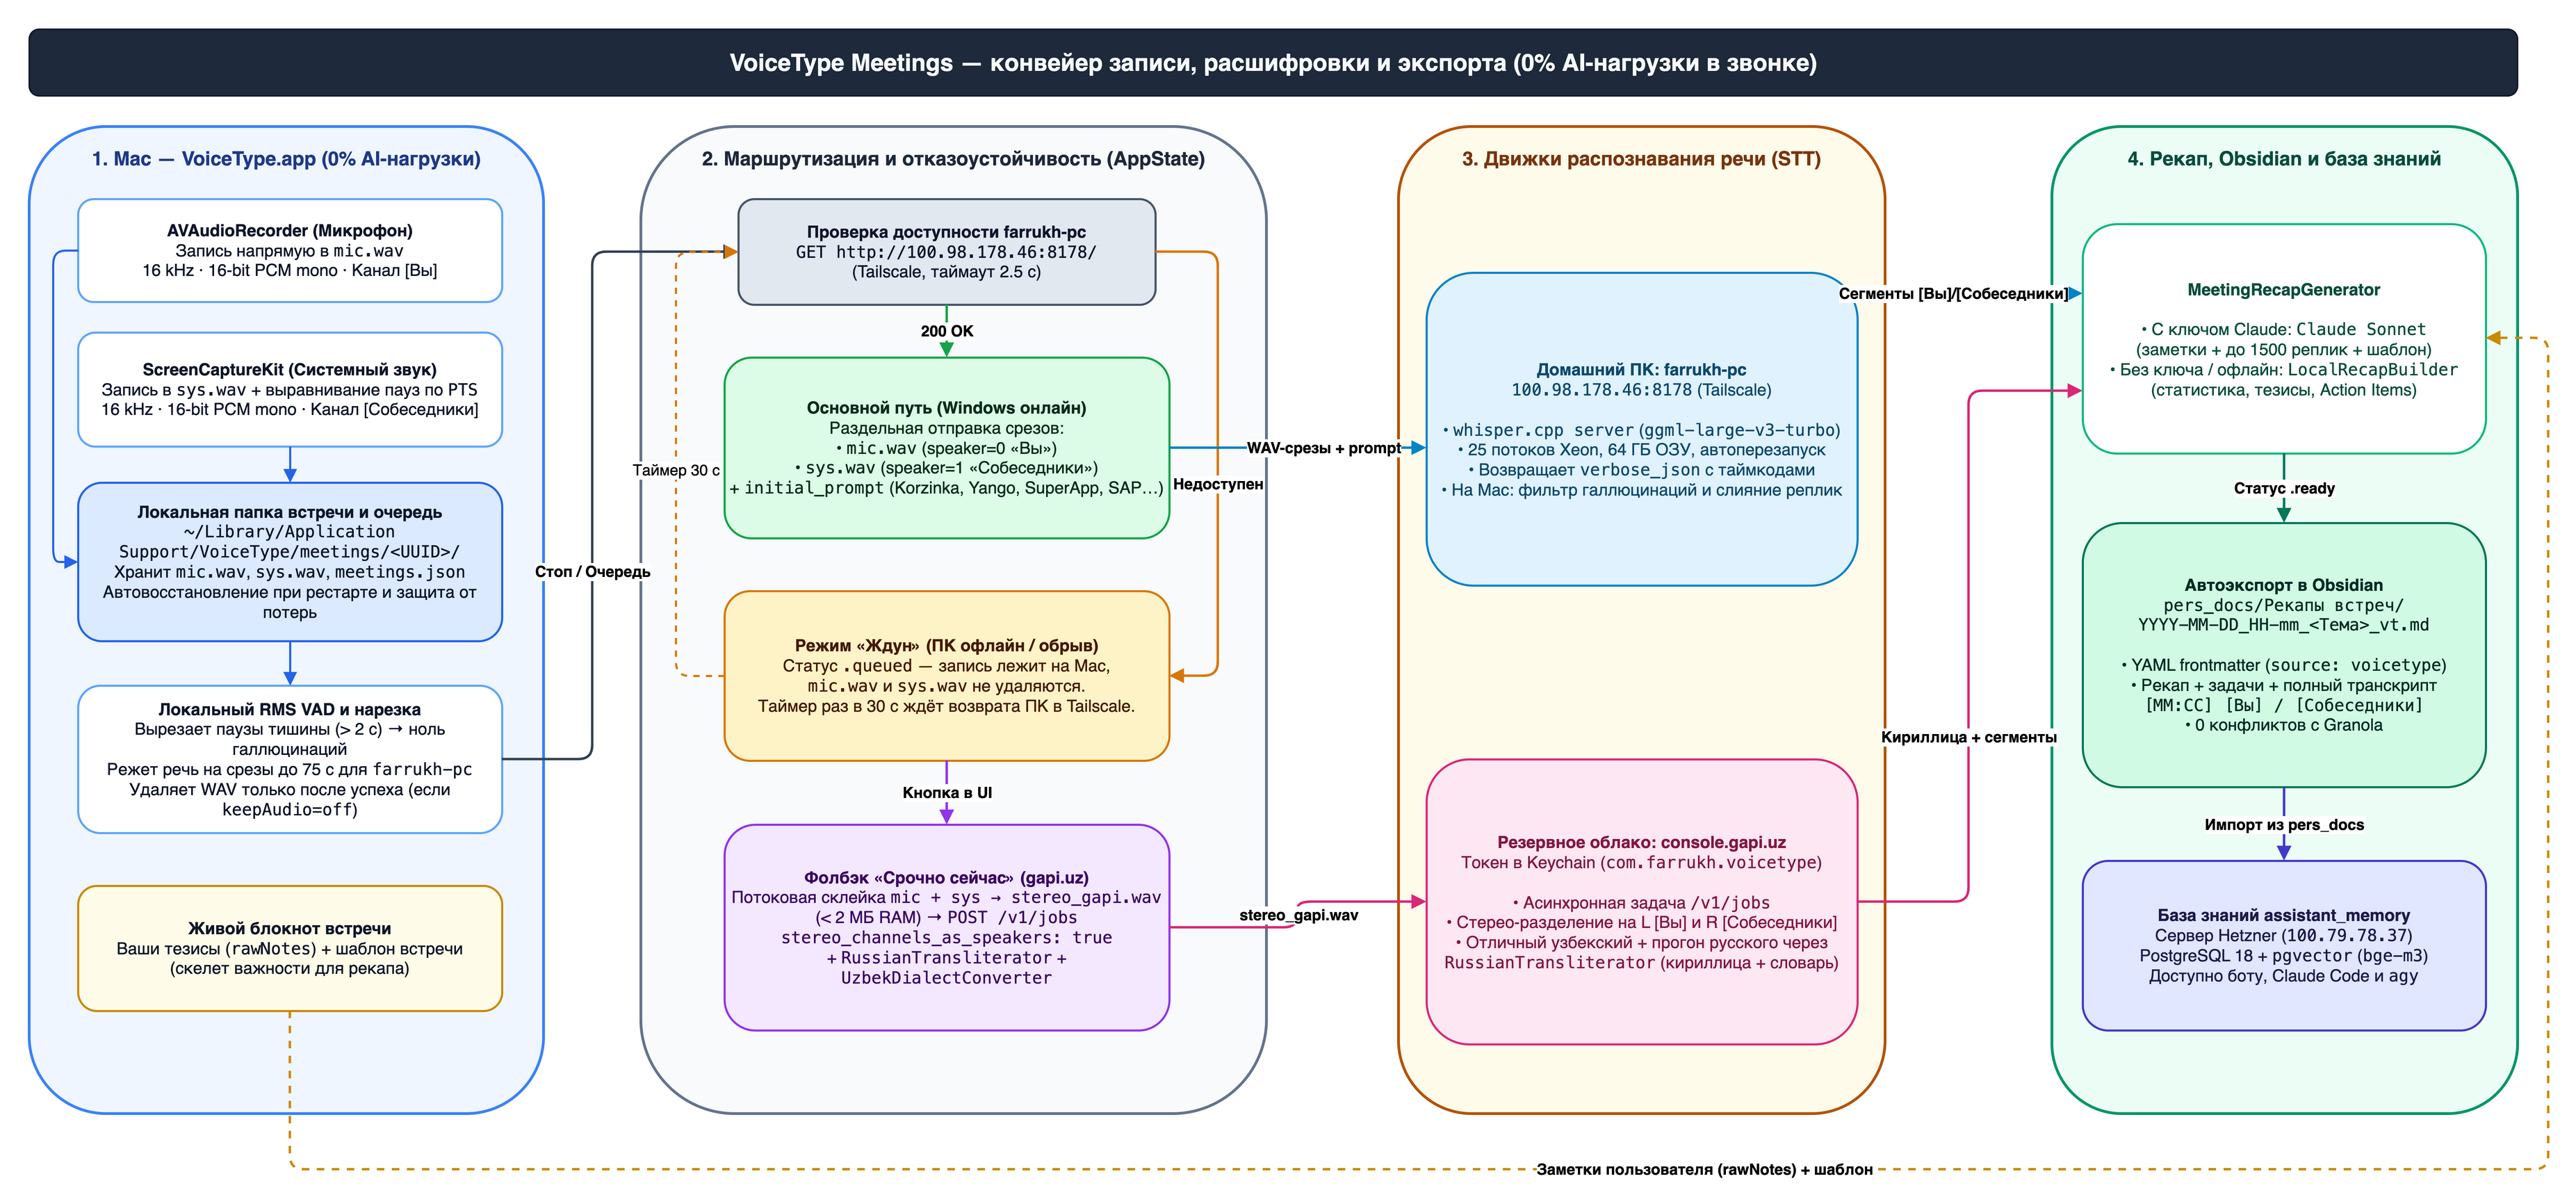 VoiceType Meetings — конвейер записи, расшифровки и экспорта (0% AI-нагрузки в звонке)
1. Mac — VoiceType.app (0% AI-нагрузки)
AVAudioRecorder (Микрофон)
Запись напрямую в mic.wav
16 kHz · 16-bit PCM mono · Канал [Вы]
ScreenCaptureKit (Системный звук)
Запись в sys.wav + выравнивание пауз по PTS
16 kHz · 16-bit PCM mono · Канал [Собеседники]
Локальная папка встречи и очередь
~/Library/Application
Support/VoiceType/meetings/<UUID>/
Хранит mic.wav, sys.wav, meetings.json
Автовосстановление при рестарте и защита от
потерь
Локальный RMS VAD и нарезка
Вырезает паузы тишины (> 2 с) → ноль
галлюцинаций
Режет речь на срезы до 75 с для farrukh-pc
Удаляет WAV только после успеха (если
keepAudio=off)
Живой блокнот встречи
Ваши тезисы (rawNotes) + шаблон встречи
(скелет важности для рекапа)
Стоп / Очередь
2. Маршрутизация и отказоустойчивость (AppState)
Проверка доступности farrukh-pc
GET http://100.98.178.46:8178/
(Tailscale, таймаут 2.5 с)
200 OK
Основной путь (Windows онлайн)
Раздельная отправка срезов:
• mic.wav (speaker=0 «Вы»)
• sys.wav (speaker=1 «Собеседники»)
+ initial_prompt (Korzinka, Yango, SuperApp, SAP…)
Таймер 30 с
Недоступен
Режим «Ждун» (ПК офлайн / обрыв)
Статус .queued — запись лежит на Mac,
mic.wav и sys.wav не удаляются.
Таймер раз в 30 с ждёт возврата ПК в Tailscale.
Кнопка в UI
Фолбэк «Срочно сейчас» (gapi.uz)
Потоковая склейка mic + sys → stereo_gapi.wav
(< 2 МБ RAM) → POST /v1/jobs
stereo_channels_as_speakers: true
+ RussianTransliterator +
UzbekDialectConverter
WAV-срезы + prompt
stereo_gapi.wav
3. Движки распознавания речи (STT)
Домашний ПК: farrukh-pc
100.98.178.46:8178 (Tailscale)
• whisper.cpp server (ggml-large-v3-turbo)
• 25 потоков Xeon, 64 ГБ ОЗУ, автоперезапуск
• Возвращает verbose_json с таймкодами
• На Mac: фильтр галлюцинаций и слияние реплик
Резервное облако: console.gapi.uz
Токен в Keychain (com.farrukh.voicetype)
• Асинхронная задача /v1/jobs
• Стерео-разделение на L [Вы] и R [Собеседники]
• Отличный узбекский + прогон русского через
RussianTransliterator (кириллица + словарь)
Сегменты [Вы]/[Собеседники]
Кириллица + сегменты
4. Рекап, Obsidian и база знаний
MeetingRecapGenerator
• С ключом Claude: Claude Sonnet
(заметки + до 1500 реплик + шаблон)
• Без ключа / офлайн: LocalRecapBuilder
(статистика, тезисы, Action Items)
Статус .ready
Автоэкспорт в Obsidian
pers_docs/Рекапы встреч/
YYYY-MM-DD_HH-mm_<Тема>_vt.md
• YAML frontmatter (source: voicetype)
• Рекап + задачи + полный транскрипт
[ММ:СС] [Вы] / [Собеседники]
• 0 конфликтов с Granola
Импорт из pers_docs
База знаний assistant_memory
Сервер Hetzner (100.79.78.37)
PostgreSQL 18 + pgvector (bge-m3)
Доступно боту, Claude Code и agy
Заметки пользователя (rawNotes) + шаблон